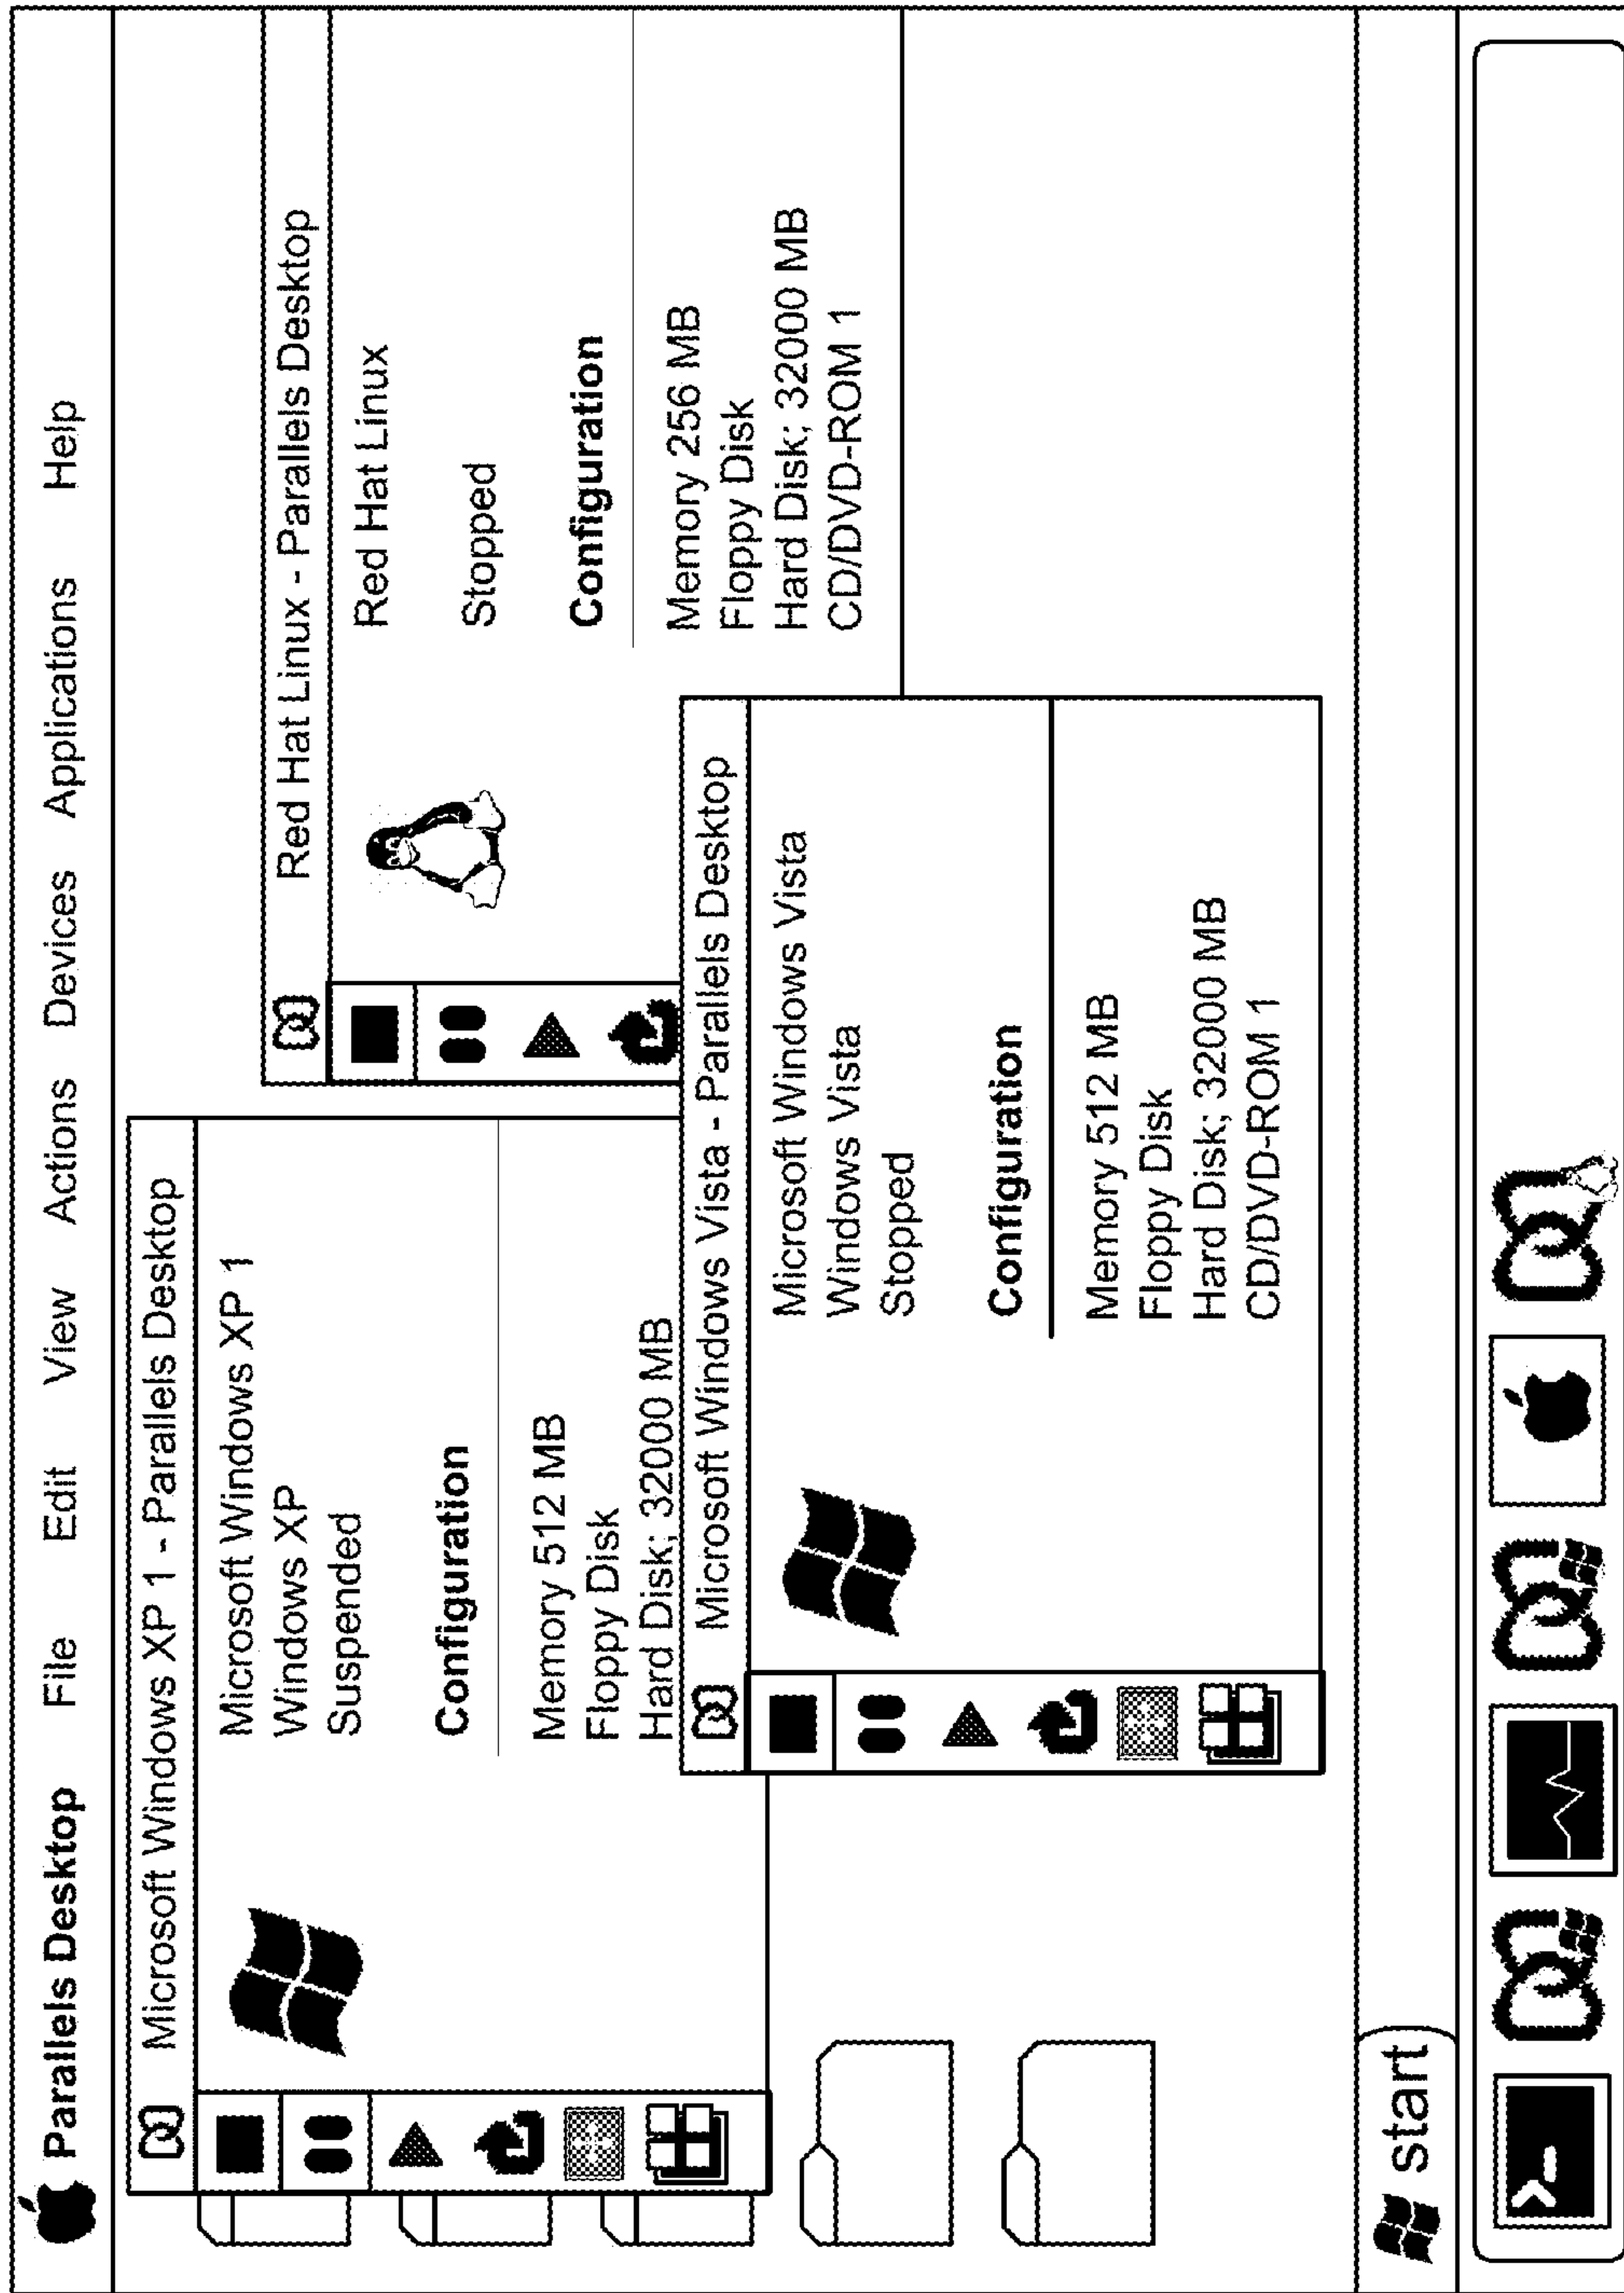 Parallels Desktop File Edit View Actions Devices Applications Help
Microsoft Windows XP 1 - Parallels Desktop
Microsoft Windows XP 1
Windows XP
Suspended
Configuration
Memory 512 MB
Floppy Disk
Hard Disk; 32000 MB
Red Hat Linux - Parallels Desktop
Red Hat Linux
Stopped
Configuration
Memory 256 MB
Floppy Disk
Hard Disk; 32000 MB
CD/DVD-ROM 1
Microsoft Windows Vista - Parallels Desktop
Microsoft Windows Vista
Windows Vista
Stopped
Configuration
Memory 512 MB
Floppy Disk
Hard Disk; 32000 MB
CD/DVD-ROM 1
start